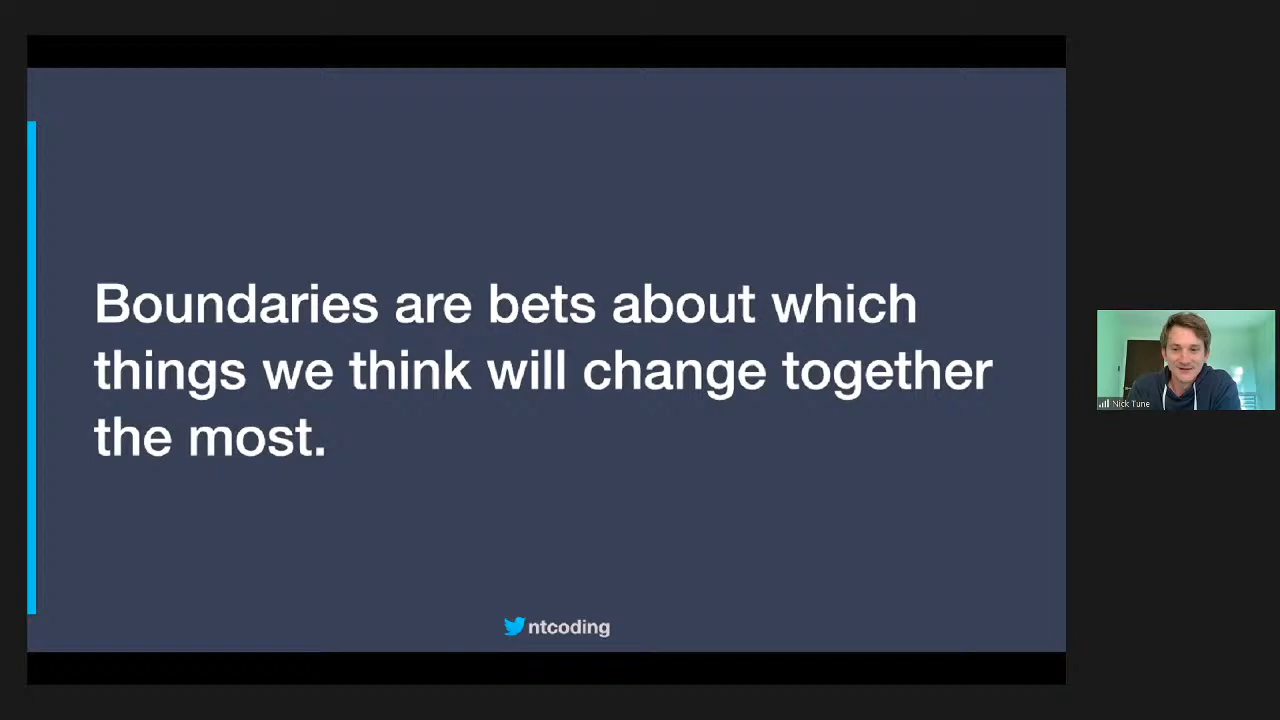 Boundaries are bets about which
things we think will change together
the most.
ntcoding
Nick Tune